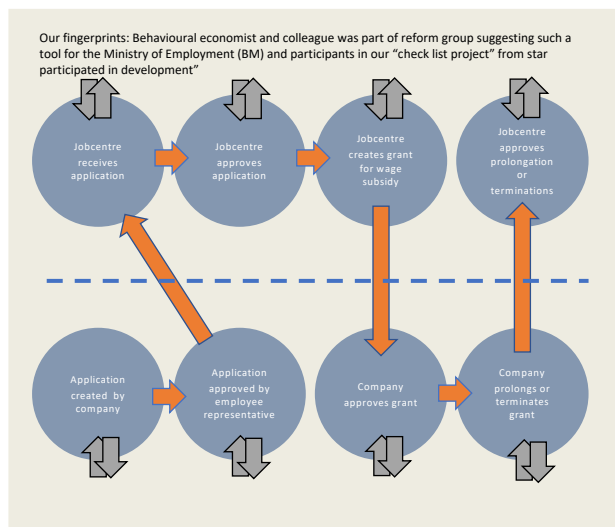 Our fingerprints: Behavioural economist and colleague was part of reform group suggesting such a
tool for the Ministry of Employment (BM) and participants in our “check list project” from star
participated in development”
Jobcentre
receives
application
Jobcentre
approves
application
Jobcentre
creates grant
for wage
subsidy
Jobcentre
approves
prolongation
or
terminations
Application
created by
company
Application
approved by
employee
representative
Company
approves grant
Company
prolongs or
terminates
grant